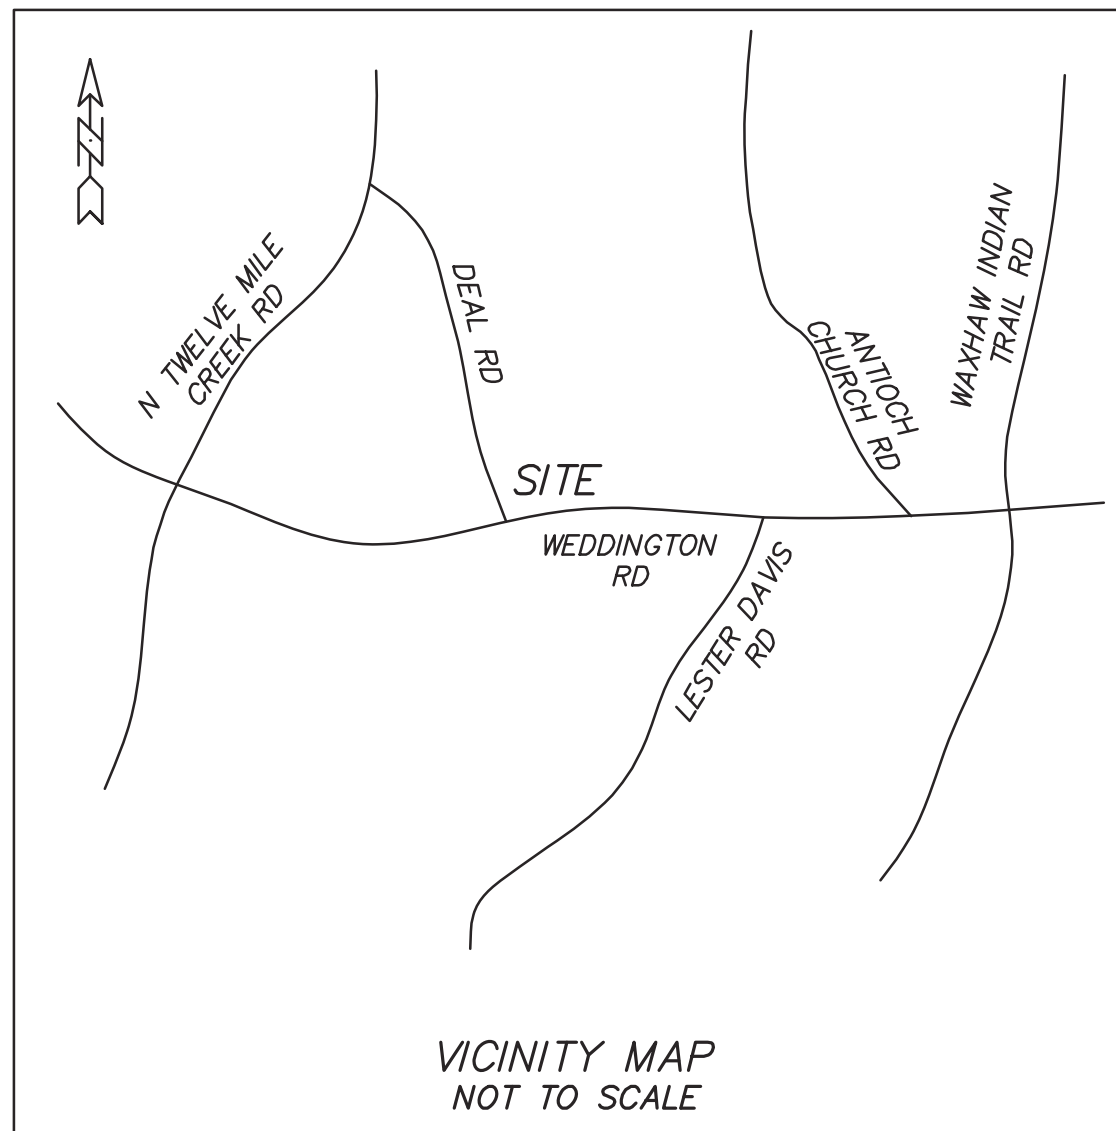 N
N TWELVE MILE
CREEK RD
DEAL RD
ANTIOCH
CHURCH RD
WAXHAW INDIAN
TRAIL RD
SITE
WEDDINGTON
RD
LESTER DAVIS
RD
VICINITY MAP
NOT TO SCALE